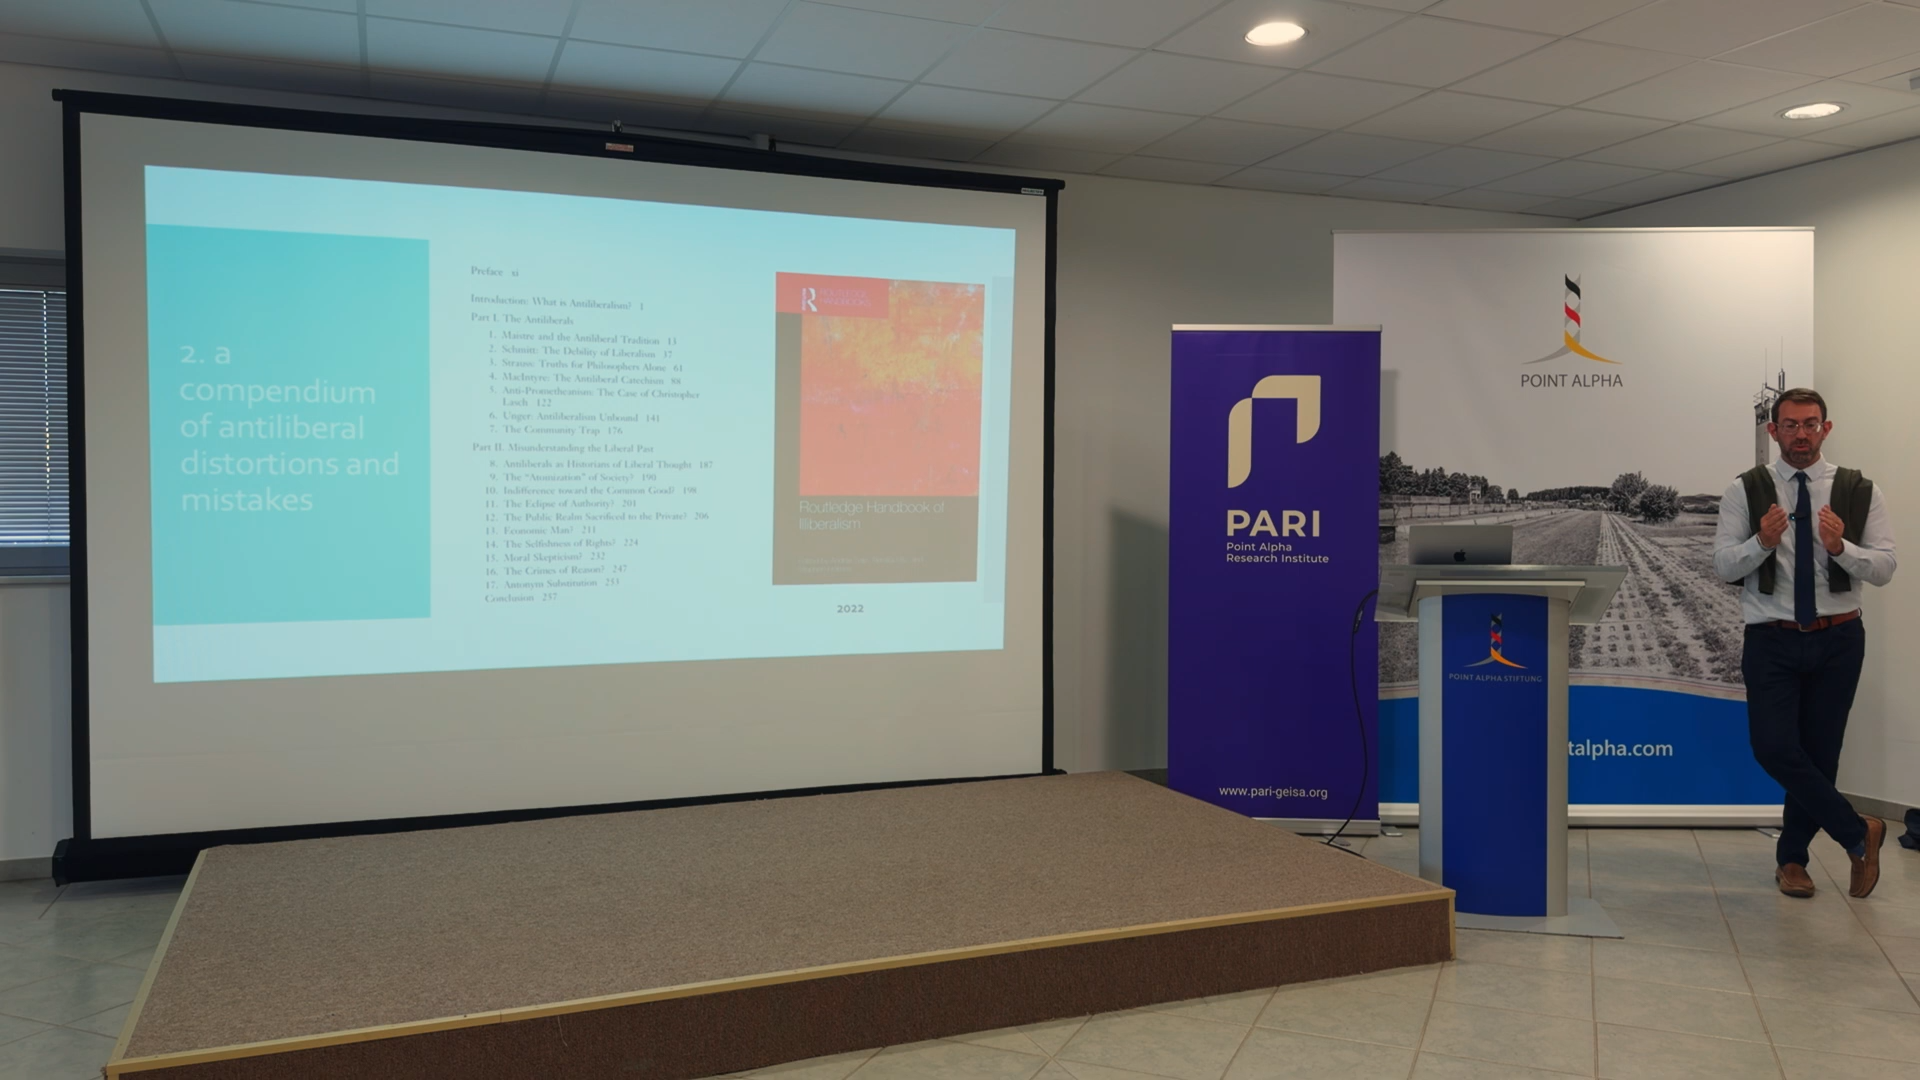 2. a
compendium
of antiliberal
distortions and
mistakes
Preface xi
Introduction: What is Antiliberalism? 1
Part I. The Antiliberals
1. Maistre and the Antiliberal Tradition 13
2. Schmitt: The Debility of Liberalism 37
3. Strauss: Truths for Philosophers Alone 61
4. MacIntyre: The Antiliberal Catechism 88
5. Anti-Prometheanism: The Case of Christopher
Lasch 122
6. Unger: Antiliberalism Unbound 141
7. The Community Trap 176
Part II. Misunderstanding the Liberal Past
8. Antiliberals as Historians of Liberal Thought 187
9. The "Atomization" of Society? 190
10. Indifference toward the Common Good? 198
11. The Eclipse of Authority? 201
12. The Public Realm Sacrificed to the Private? 206
13. Economic Man? 211
14. The Selfishness of Rights? 224
15. Moral Skepticism? 232
16. The Crimes of Reason? 247
17. Antonym Substitution 253
Conclusion 257
R ROUTLEDGE
HANDBOOKS
Routledge Handbook of
Illiberalism
2022
PARI
Point Alpha
Research Institute
www.pari-geisa.org
POINT ALPHA
POINT ALPHA STIFTUNG
talpha.com